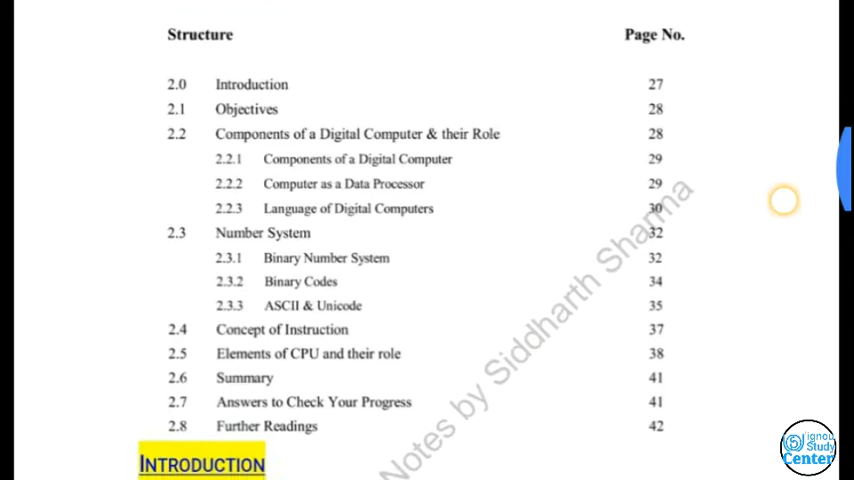 Structure Page No.
2.0 Introduction 27
2.1 Objectives 28
2.2 Components of a Digital Computer & their Role 28
2.2.1 Components of a Digital Computer 29
2.2.2 Computer as a Data Processor 29
2.2.3 Language of Digital Computers 30
2.3 Number System 32
2.3.1 Binary Number System 32
2.3.2 Binary Codes 34
2.3.3 ASCII & Unicode 35
2.4 Concept of Instruction 37
2.5 Elements of CPU and their role 38
2.6 Summary 41
2.7 Answers to Check Your Progress 41
2.8 Further Readings 42
INTRODUCTION
Notes by Siddharth Sharma
ignou
Study
Center